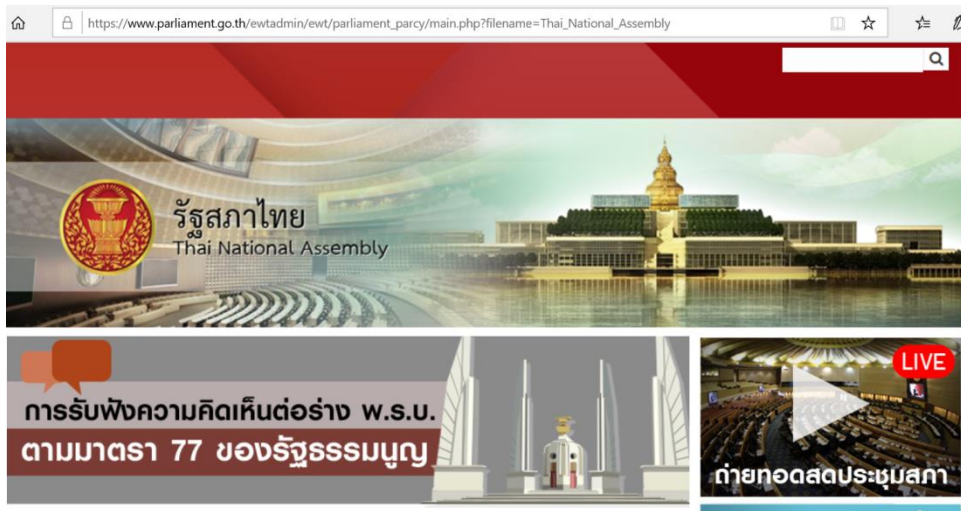 https://www.parliament.go.th/ewtadmin/ewt/parliament_parcy/main.php?filename=Thai_National_Assembly
รัฐสภาไทย
Thai National Assembly
การรับฟังความคิดเห็นต่อร่าง พ.ร.บ.
ตามมาตรา 77 ของรัฐธรรมนูญ
LIVE
ถ่ายทอดสดประชุมสภา